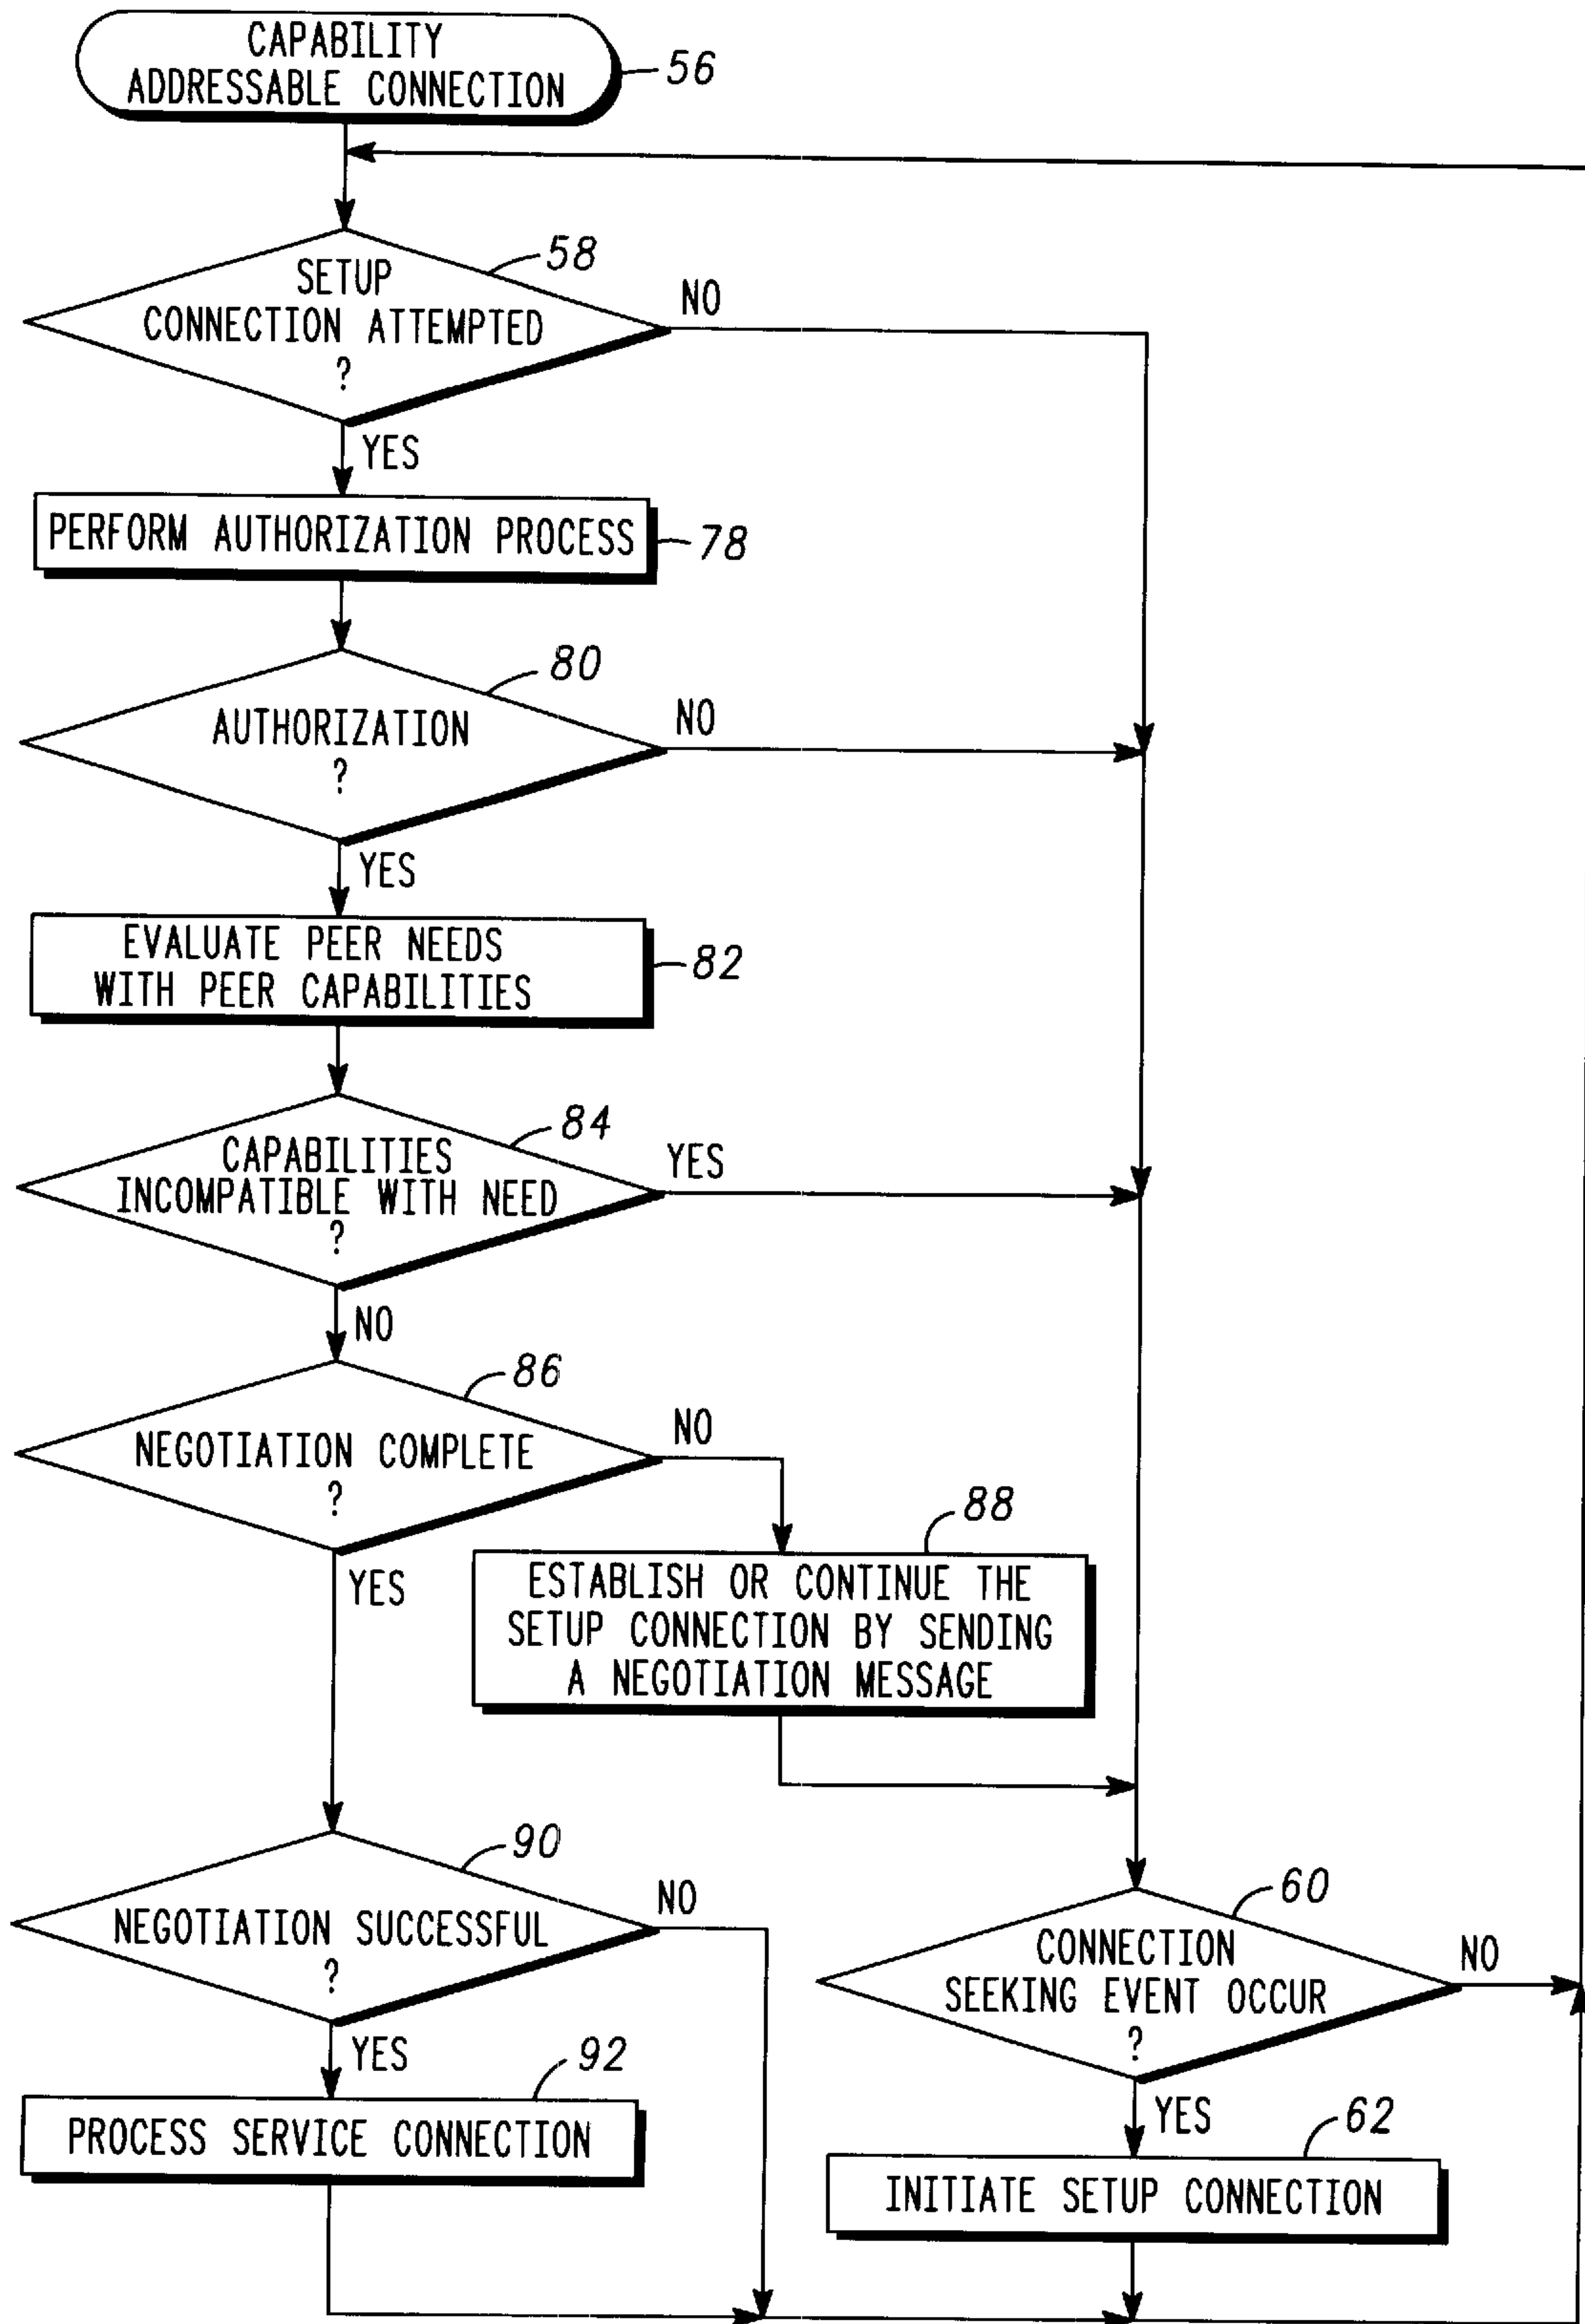 CAPABILITY
ADDRESSABLE CONNECTION
56
58
SETUP
CONNECTION ATTEMPTED
?
NO
YES
PERFORM AUTHORIZATION PROCESS
78
80
AUTHORIZATION
?
NO
YES
EVALUATE PEER NEEDS
WITH PEER CAPABILITIES
82
84
CAPABILITIES
INCOMPATIBLE WITH NEED
?
YES
NO
86
NEGOTIATION COMPLETE
?
NO
YES
88
ESTABLISH OR CONTINUE THE
SETUP CONNECTION BY SENDING
A NEGOTIATION MESSAGE
90
NEGOTIATION SUCCESSFUL
?
NO
YES
92
PROCESS SERVICE CONNECTION
60
CONNECTION
SEEKING EVENT OCCUR
?
NO
YES
62
INITIATE SETUP CONNECTION